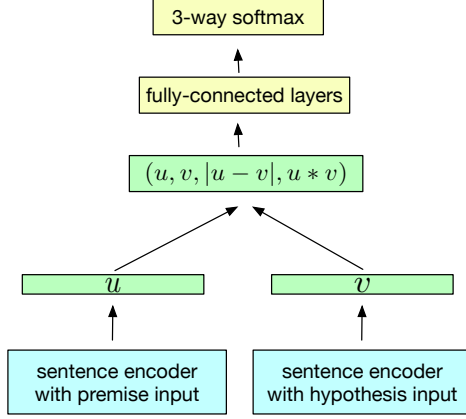 3-way softmax
fully-connected layers
(u, v, |u − v|, u ∗ v)
u
v
sentence encoder
with premise input
sentence encoder
with hypothesis input